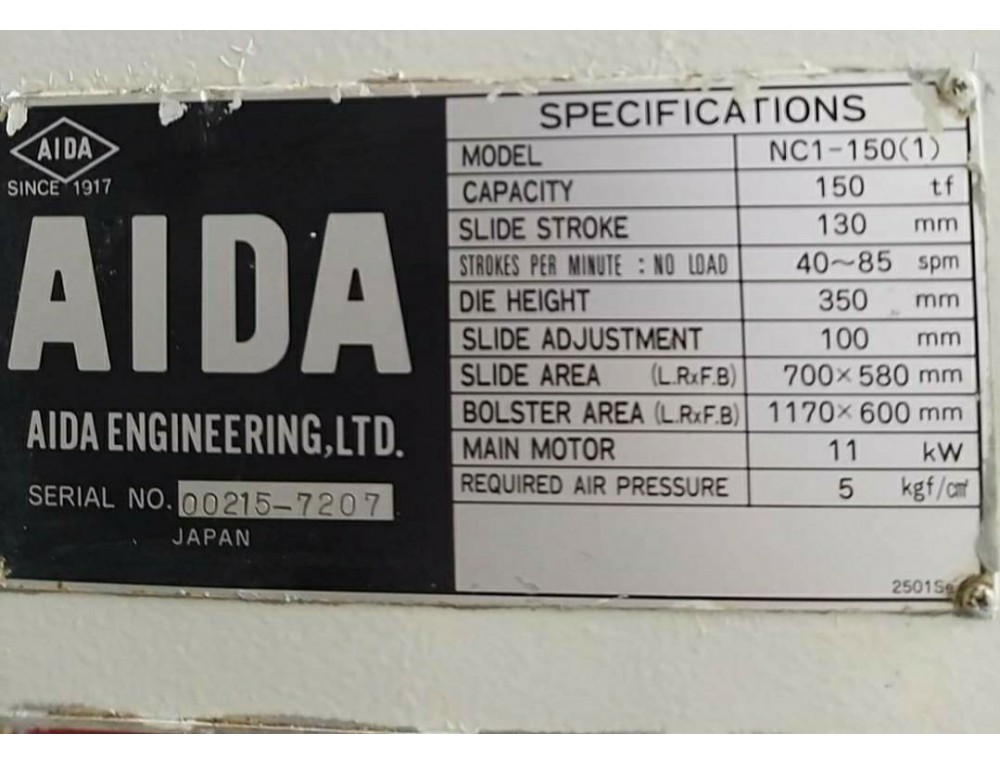 AIDA
SINCE 1917
AIDA
AIDA ENGINEERING,LTD.
SERIAL NO. 00215-7207
JAPAN
SPECIFICATIONS
MODEL NC1-150(1)
CAPACITY 150 tf
SLIDE STROKE 130 mm
STROKES PER MINUTE : NO LOAD 40~85 spm
DIE HEIGHT 350 mm
SLIDE ADJUSTMENT 100 mm
SLIDE AREA (L.RxF.B) 700×580 mm
BOLSTER AREA (L.RxF.B) 1170×600 mm
MAIN MOTOR 11 kW
REQUIRED AIR PRESSURE 5 kgf/㎠